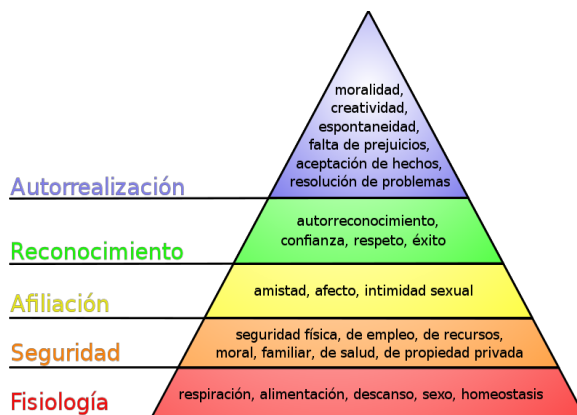 moralidad,
creatividad,
espontaneidad,
falta de prejuicios,
aceptación de hechos,
resolución de problemas
Autorrealización
autorreconocimiento,
confianza, respeto, éxito
Reconocimiento
amistad, afecto, intimidad sexual
Afiliación
seguridad física, de empleo, de recursos,
moral, familiar, de salud, de propiedad privada
Seguridad
respiración, alimentación, descanso, sexo, homeostasis
Fisiología